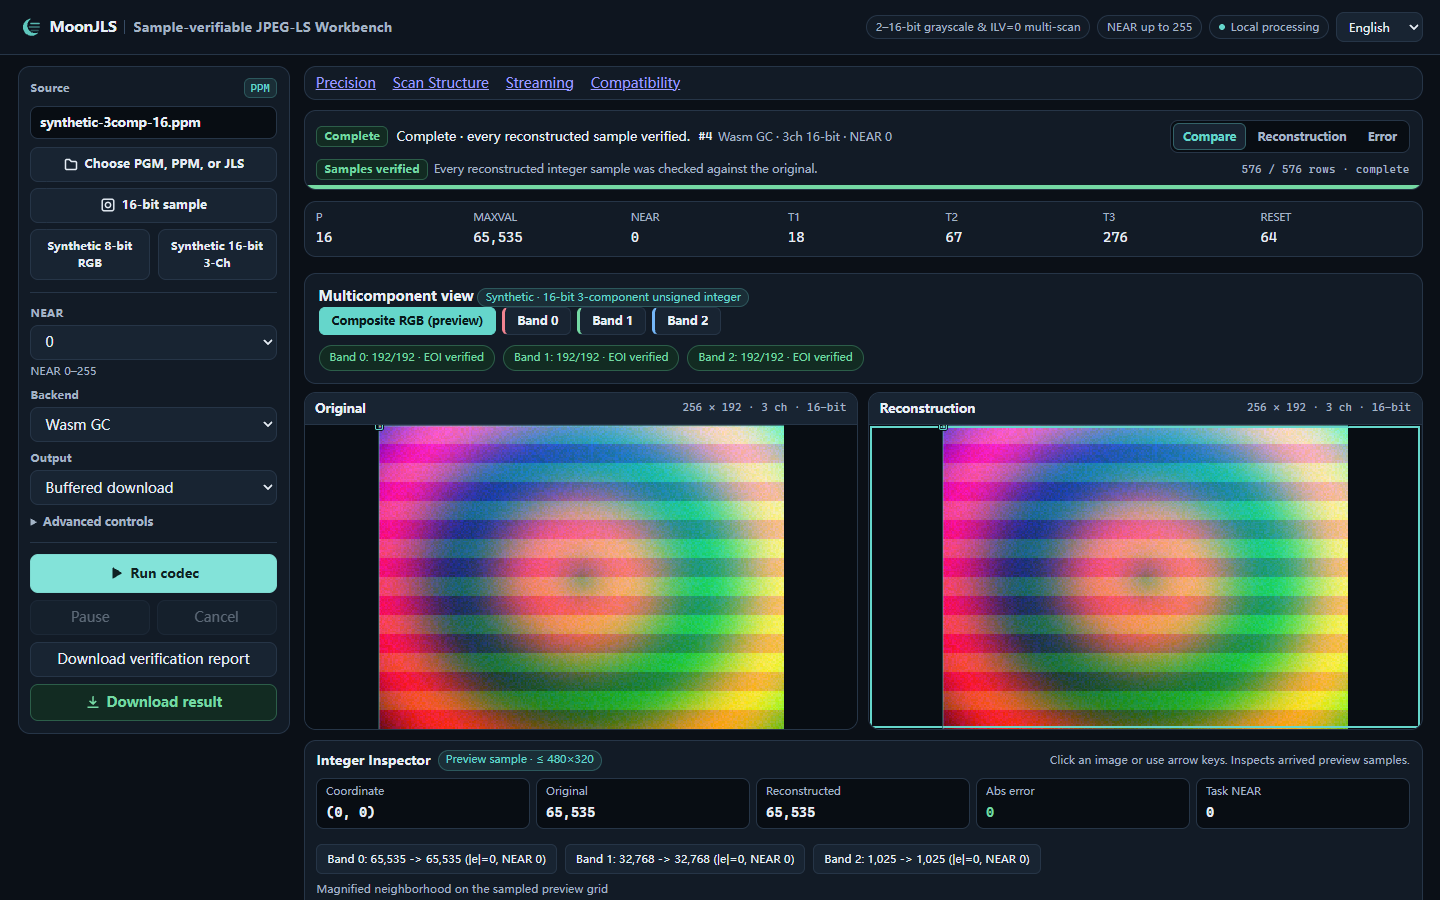 MoonJLS Sample-verifiable JPEG-LS Workbench 2–16-bit grayscale & ILV=0 multi-scan NEAR up to 255 Local processing English
Source PPM
synthetic-3comp-16.ppm
Choose PGM, PPM, or JLS
16-bit sample
Synthetic 8-bit RGB
Synthetic 16-bit 3-Ch
NEAR
0
NEAR 0–255
Backend
Wasm GC
Output
Buffered download
Advanced controls
Run codec
Pause Cancel
Download verification report
Download result
Precision Scan Structure Streaming Compatibility
Complete Complete · every reconstructed sample verified. #4 Wasm GC · 3ch 16-bit · NEAR 0 Compare Reconstruction Error
Samples verified Every reconstructed integer sample was checked against the original. 576 / 576 rows · complete
P MAXVAL NEAR T1 T2 T3 RESET
16 65,535 0 18 67 276 64
Multicomponent view Synthetic · 16-bit 3-component unsigned integer
Composite RGB (preview) Band 0 Band 1 Band 2
Band 0: 192/192 · EOI verified Band 1: 192/192 · EOI verified Band 2: 192/192 · EOI verified
Original 256 × 192 · 3 ch · 16-bit
Reconstruction 256 × 192 · 3 ch · 16-bit
Integer Inspector Preview sample · ≤ 480×320 Click an image or use arrow keys. Inspects arrived preview samples.
Coordinate Original Reconstructed Abs error Task NEAR
(0, 0) 65,535 65,535 0 0
Band 0: 65,535 -> 65,535 (|e|=0, NEAR 0) Band 1: 32,768 -> 32,768 (|e|=0, NEAR 0) Band 2: 1,025 -> 1,025 (|e|=0, NEAR 0)
Magnified neighborhood on the sampled preview grid